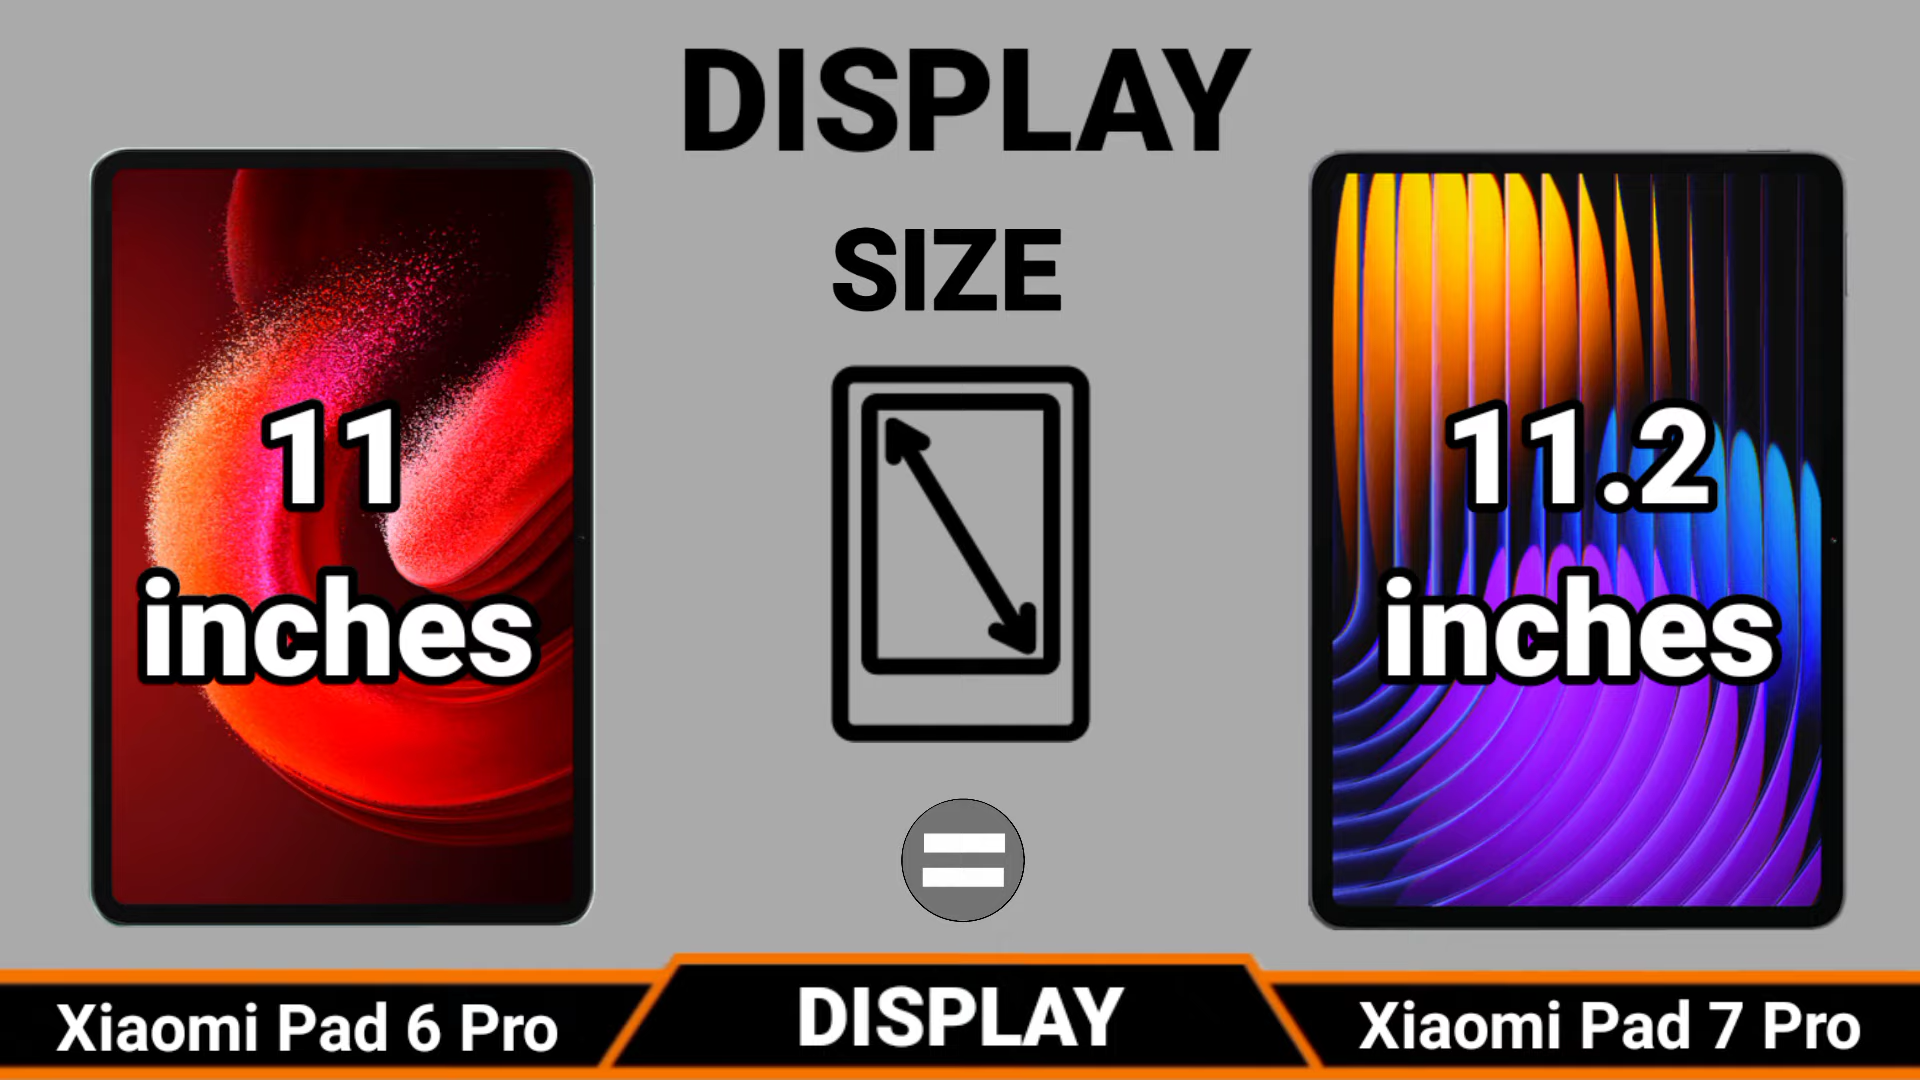 DISPLAY
SIZE
11
inches
11.2
inches
Xiaomi Pad 6 Pro
DISPLAY
Xiaomi Pad 7 Pro